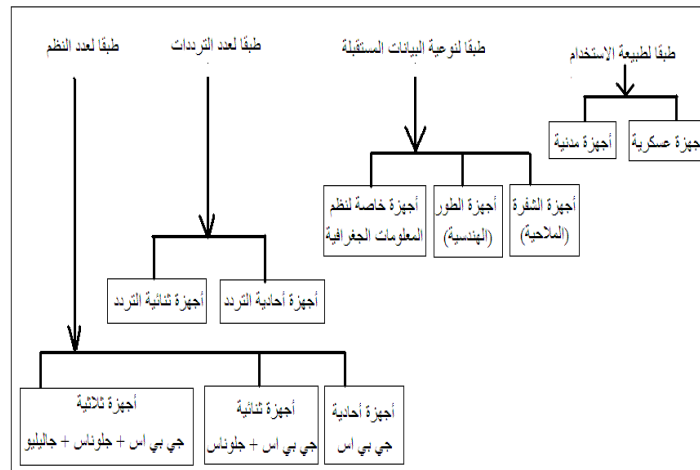 طبقا لطبيعة الاستخدام
طبقا لنوعية البيانات المستقبلة
طبقا لعدد الترددات
طبقا لعدد النظم
جهزة عسكرية
أجهزة مدنية
أجهزة الشفرة
(الملاحية)
أجهزة الطور
(الهندسية)
أجهزة خاصة لنظم
المعلومات الجغرافية
أجهزة أحادية التردد
أجهزة ثنائية التردد
أجهزة أحادية
جي بي اس
أجهزة ثنائية
جي بي اس + جلوناس
أجهزة ثلاثية
جي بي اس + جلوناس + جاليليو